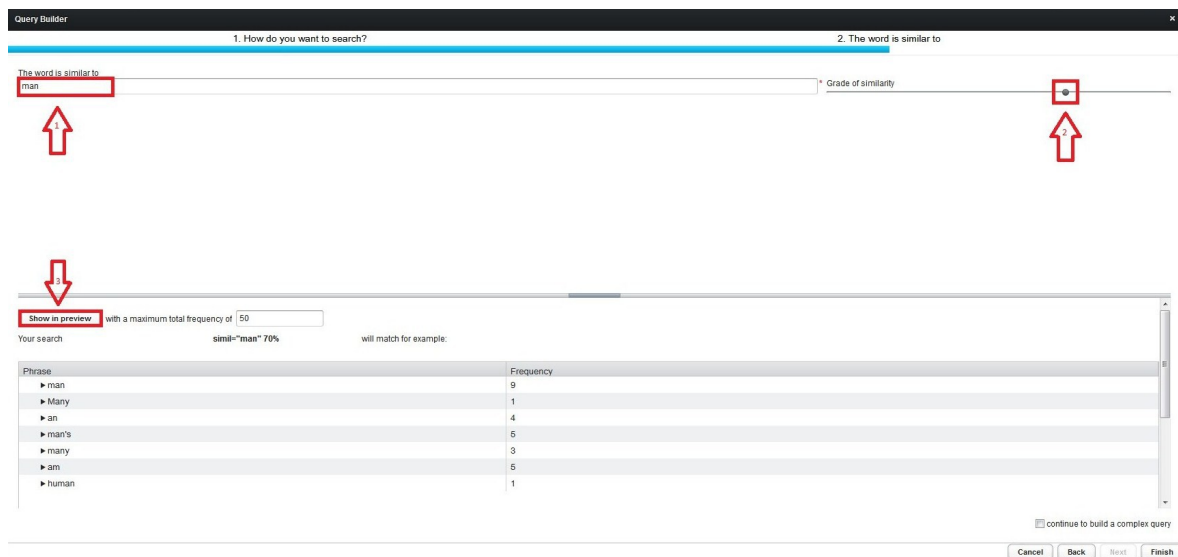 Query Builder ×
1. How do you want to search? 2. The word is similar to
The word is similar to
man * Grade of similarity
1 2
3
Show in preview with a maximum total frequency of 50
Your search simil="man" 70% will match for example:
Phrase Frequency
man 9
Many 1
an 4
man's 5
many 3
am 5
human 1
continue to build a complex query
Cancel Back Next Finish